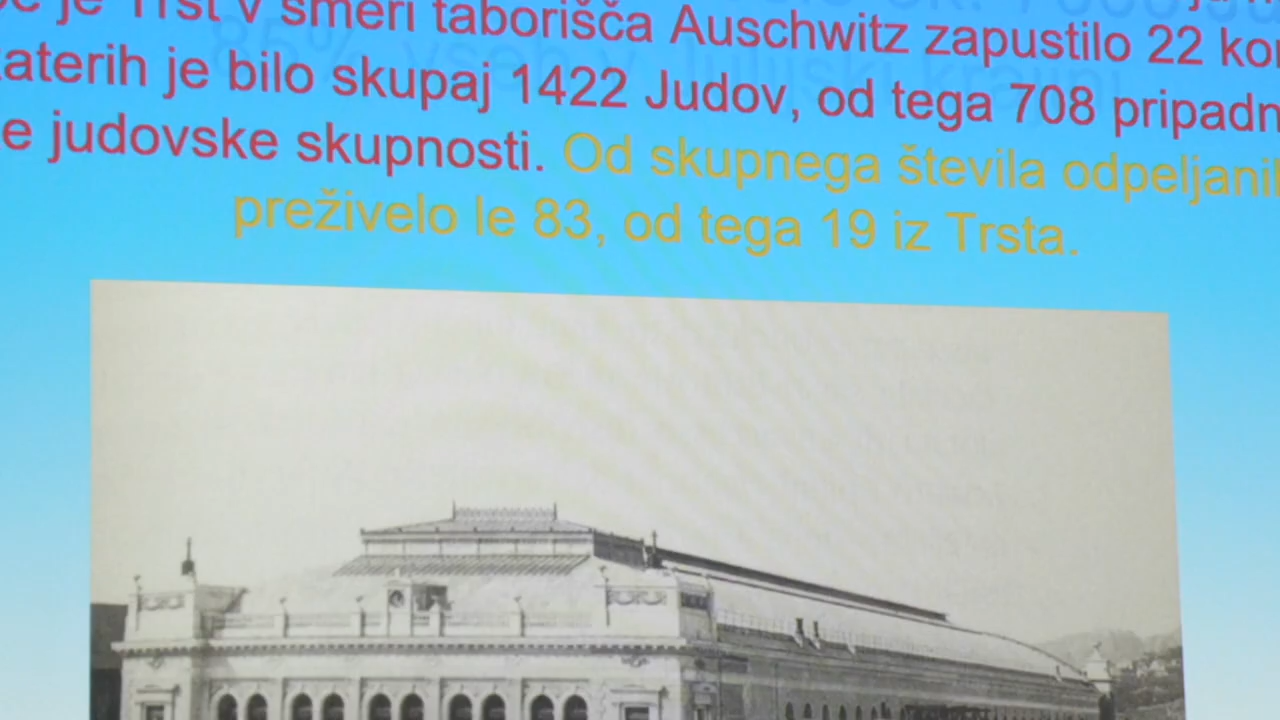 je Trst v smeri taborišča Auschwitz zapustilo 22
katerih je bilo skupaj 1422 Judov, od tega 708
judovske skupnosti. Od skupnega števila
preživelo le 83, od tega 19 iz Trsta.